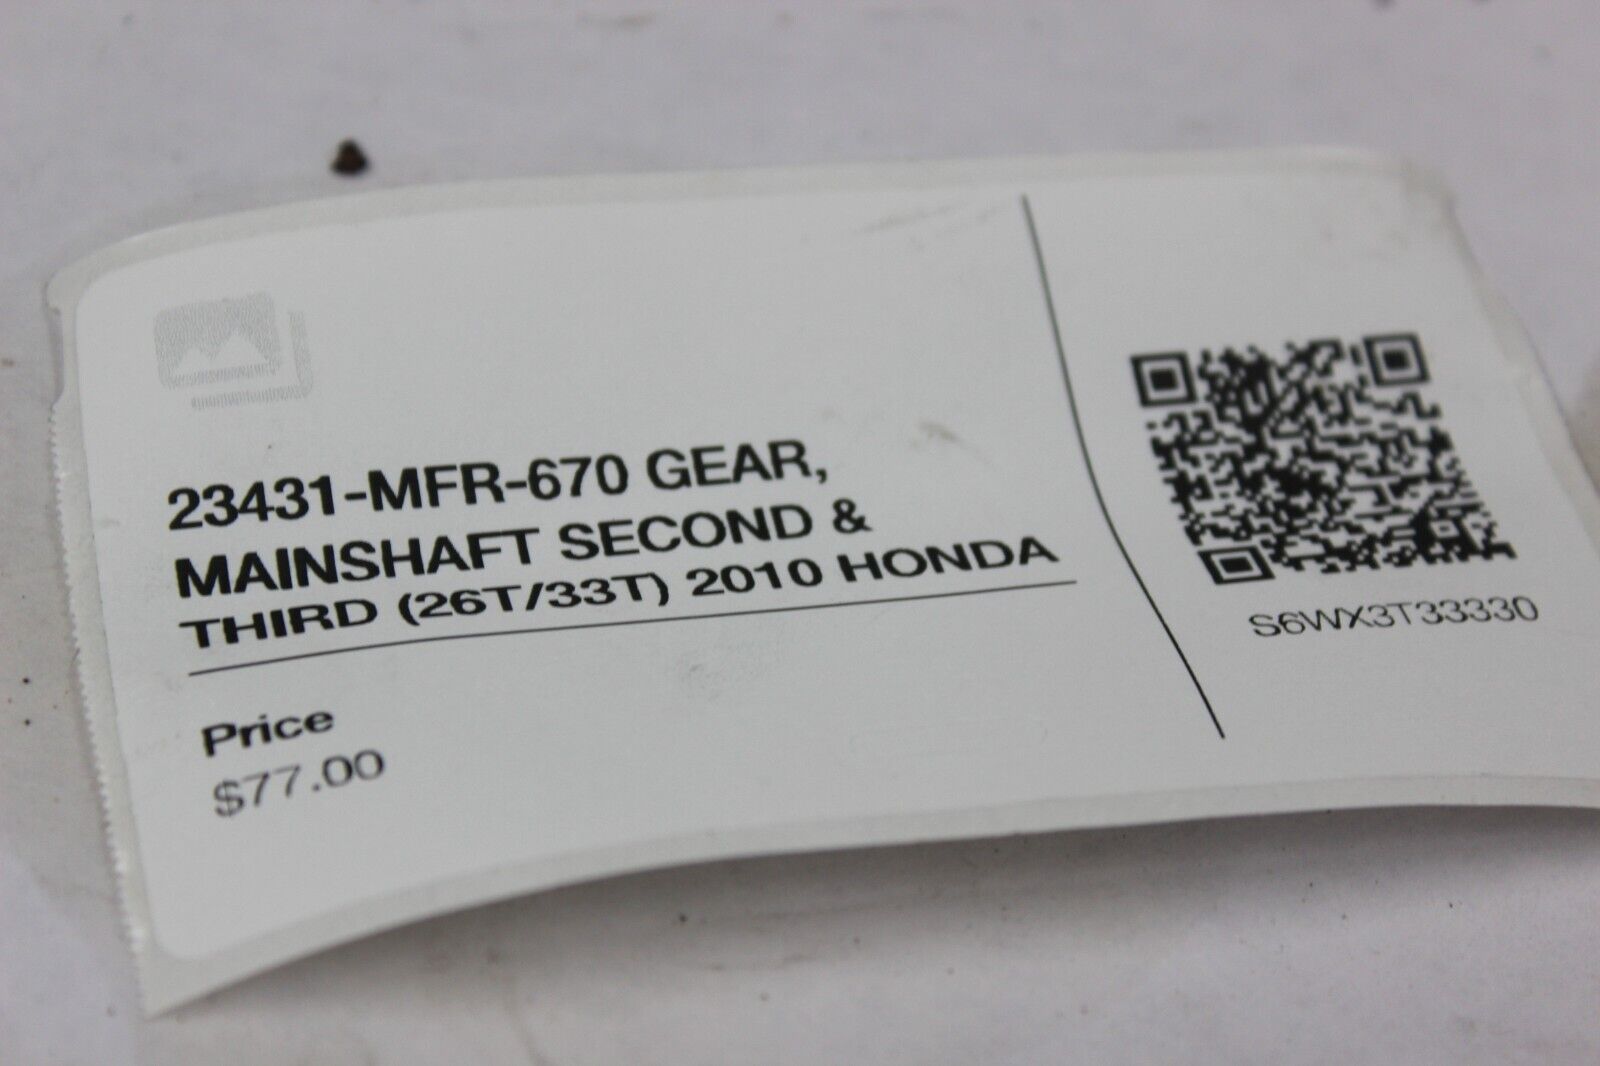 23431-MFR-670 GEAR,
MAINSHAFT SECOND &
THIRD (26T/33T) 2010 HONDA
Price
$77.00
S6WX3T33330